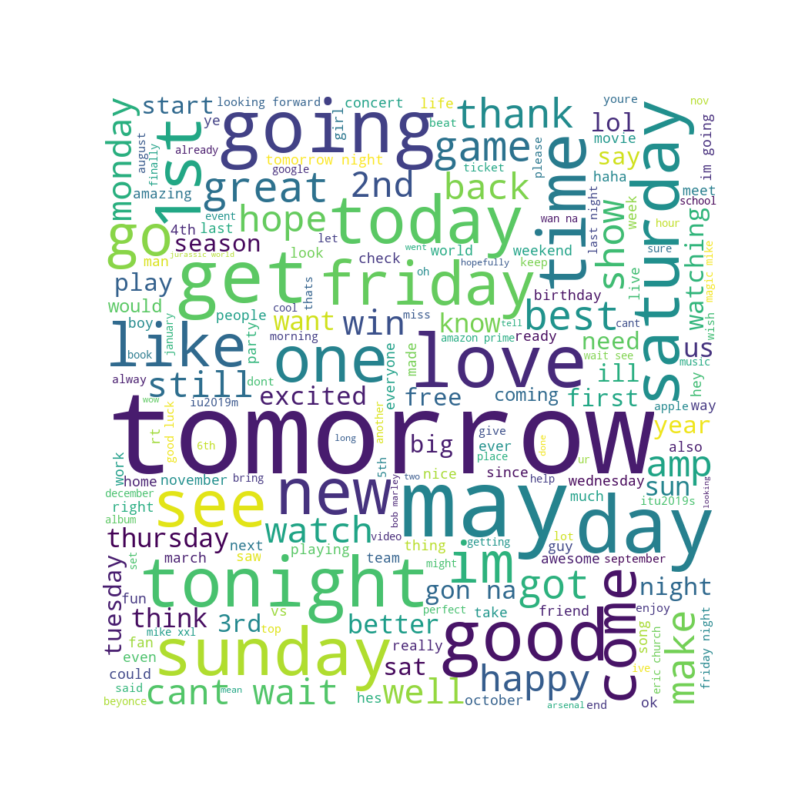 looking forward
concert
life
youre
nov
monday
start
going
girl
beat
thank
lol
movie
im going
ye
already
1st
august
finally
tomorrow night
google
game
please
say
haha
saturday
meet
school
amazing
great
2nd
ticket
back
time
last night
week
hour
sure
event
4th
last
hope
today
wan na
show
watching
magic mike
go
season
let
look
check
went
world
weekend
man
jurassic world
get
friday
oh
hopefully
keep
live
wish
play
thats
birthday
would
people
cool
want
win
miss
know
tell
best
cant
need
music
us
boy
january
party
morning
amazon prime
ready
wait see
hey
like
book
one
made
love
ill
alway
still
dont
everyone
excited
free
coming
first
apple
way
wow
iu2019m
rt
good luck
tomorrow
another
year
work
6th
long
big
give
ever
place
done
ur
also
amp
home
bring
5th
two
nice
since
help
wednesday
sun
looking
december
november
see
new
bob marley
may
much
day
itu2019s
album
right
watch
video
getting
lot
thursday
next
playing
thing
im
guy
set
march
saw
team
might
awesome
september
tuesday
fun
tonight
gon na
got
come
night
perfect
take
friend
enjoy
think
3rd
vs
better
good
song
make
mike xxl
top
fan
sunday
really
ive
eric church
friday night
even
sat
happy
could
hes
said
cant wait
mean
well
october
end
ok
beyonce
arsenal